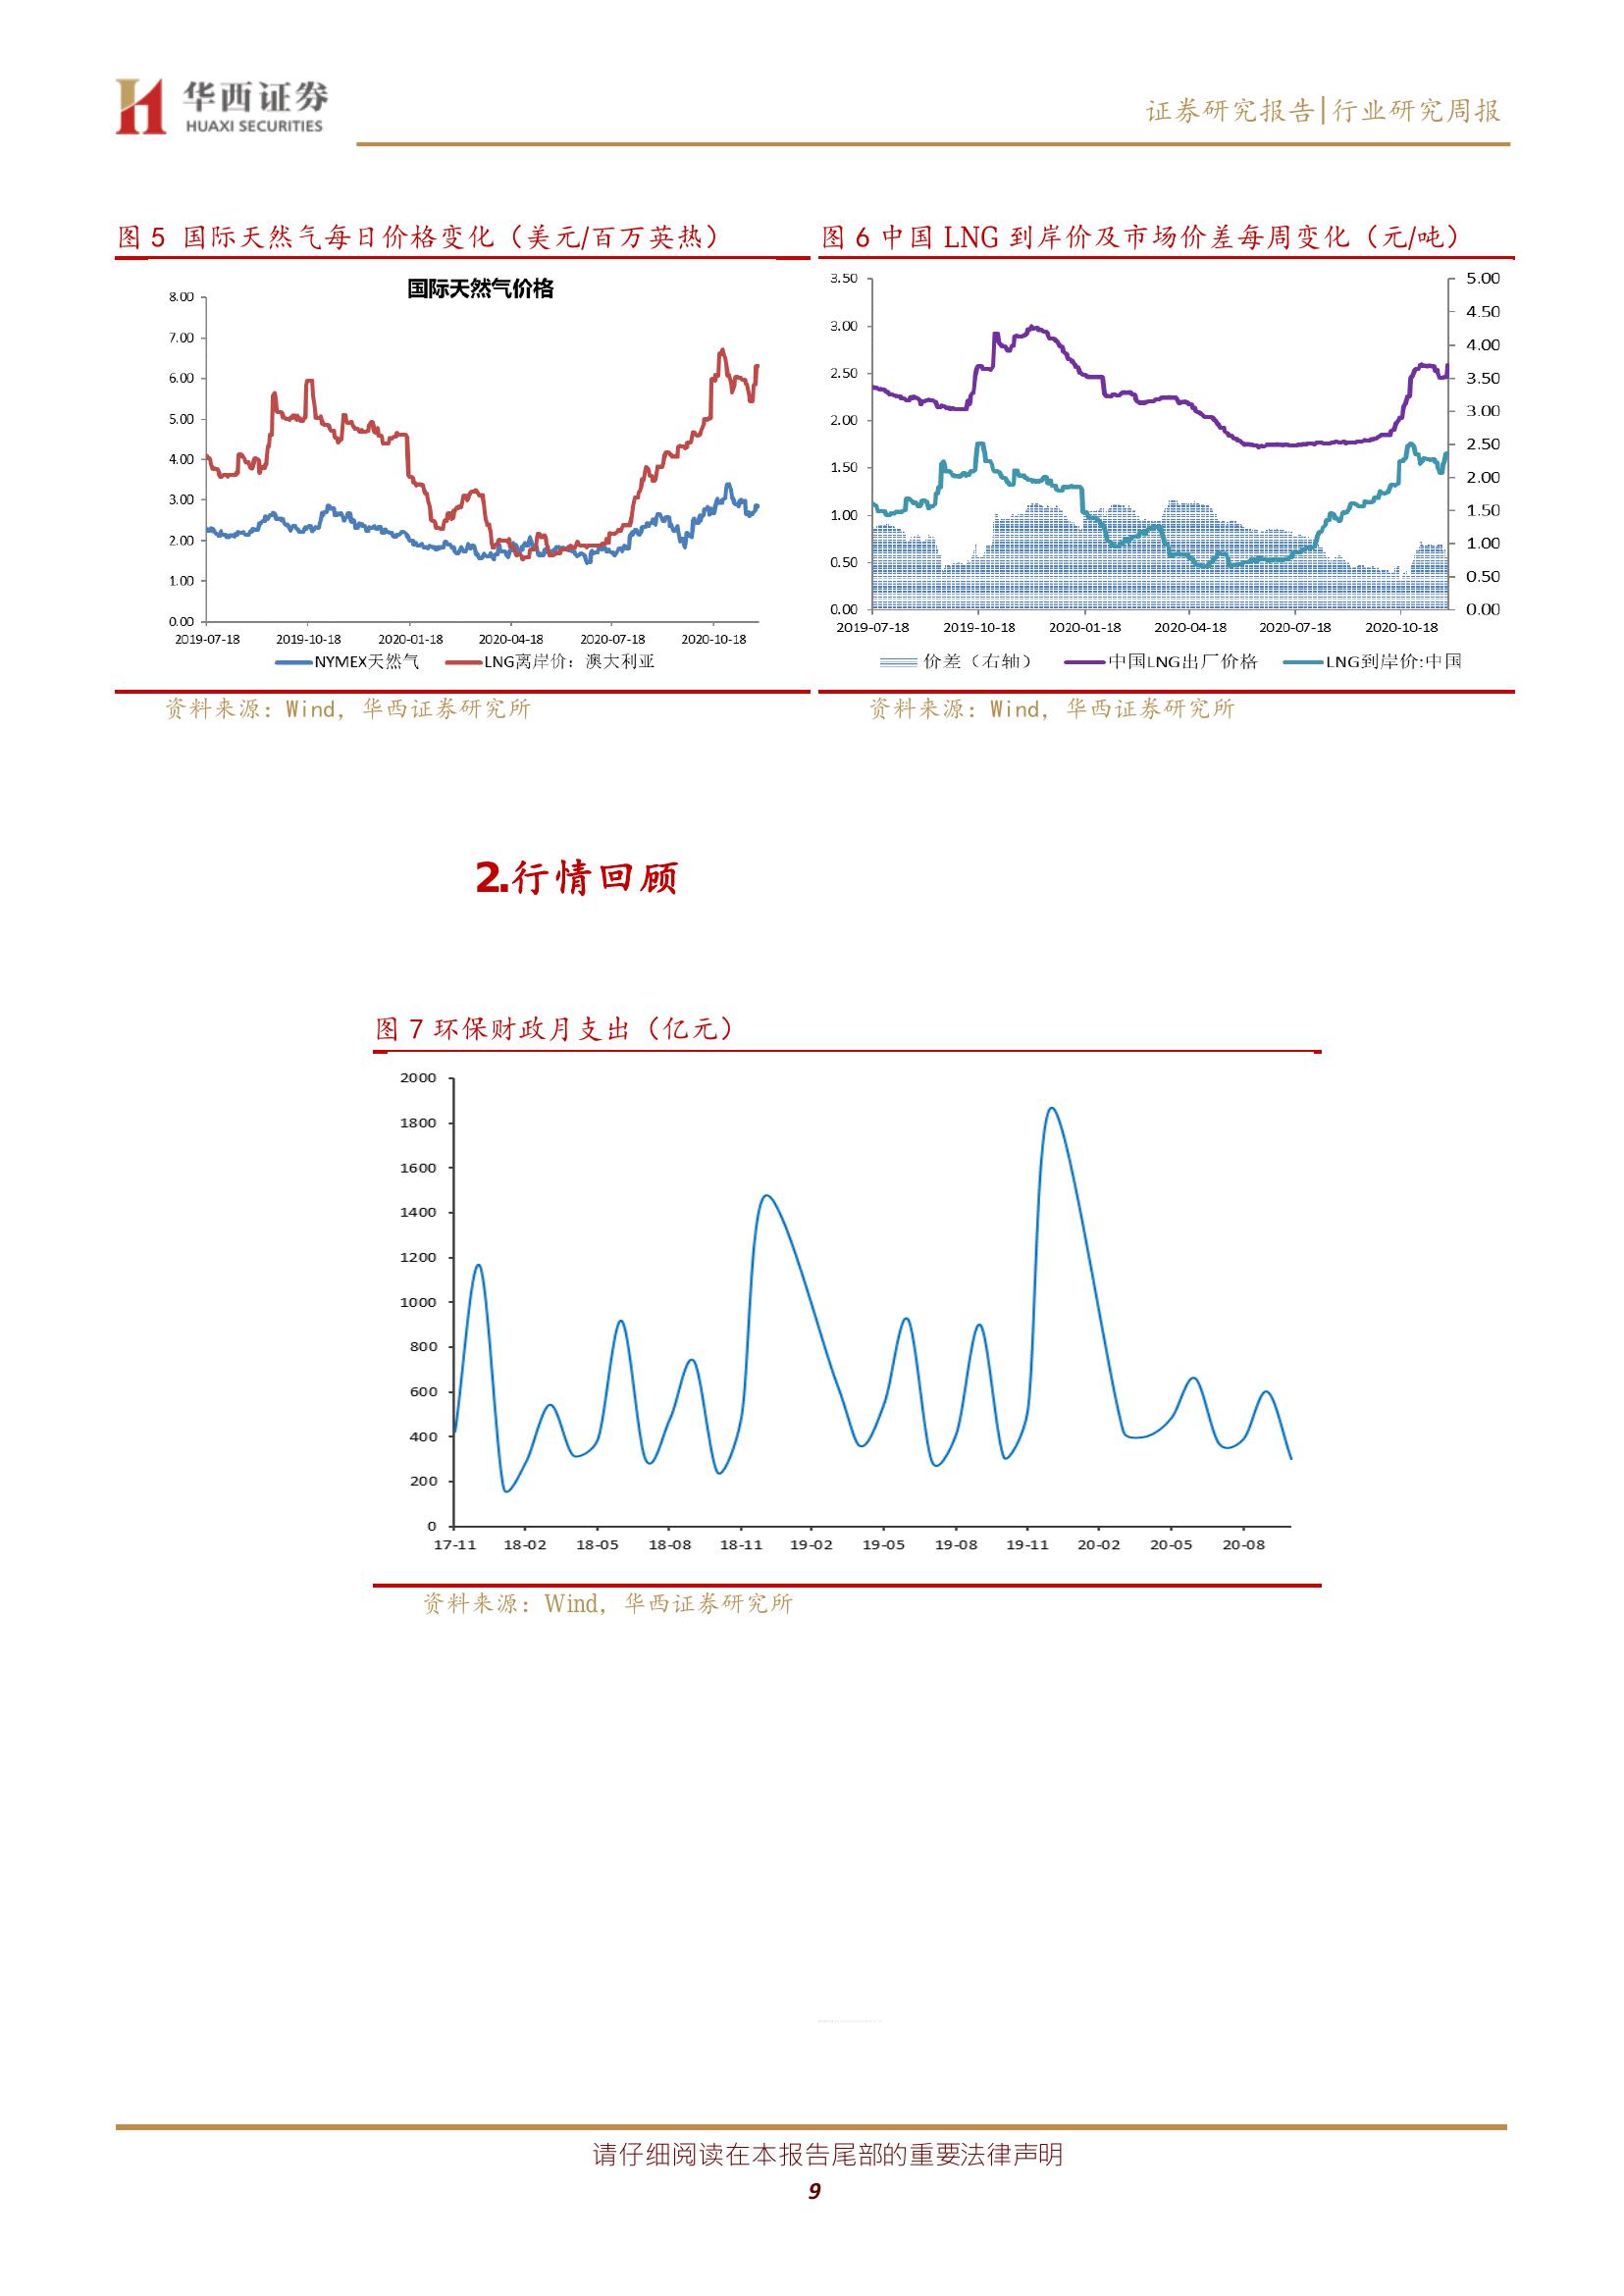 华西证券
HUAXI SECURITIES
证券研究报告|行业研究周报
图 5 国际天然气每日价格变化（美元/百万英热）
国际天然气价格
8.00
7.00
6.00
5.00
4.00
3.00
2.00
1.00
0.00
2019-07-18 2019-10-18 2020-01-18 2020-04-18 2020-07-18 2020-10-18
NYMEX天然气 LNG离岸价：澳大利亚
资料来源：Wind，华西证券研究所
图 6 中国 LNG 到岸价及市场价差每周变化（元/吨）
3.50
3.00
2.50
2.00
1.50
1.00
0.50
0.00
5.00
4.50
4.00
3.50
3.00
2.50
2.00
1.50
1.00
0.50
0.00
2019-07-18 2019-10-18 2020-01-18 2020-04-18 2020-07-18 2020-10-18
价差（右轴） 中国LNG出厂价格 LNG到岸价:中国
资料来源：Wind，华西证券研究所
2.行情回顾
图 7 环保财政月支出（亿元）
2000
1800
1600
1400
1200
1000
800
600
400
200
0
17-11 18-02 18-05 18-08 18-11 19-02 19-05 19-08 19-11 20-02 20-05 20-08
资料来源：Wind，华西证券研究所
请仔细阅读在本报告尾部的重要法律声明
9